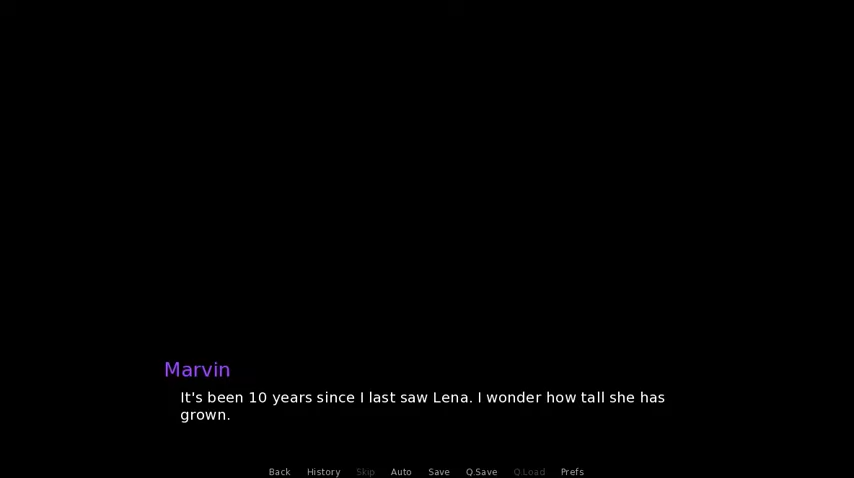 Marvin
It's been 10 years since I last saw Lena. I wonder how tall she has
grown.
Back History Skip Auto Save Q.Save Q.Load Prefs